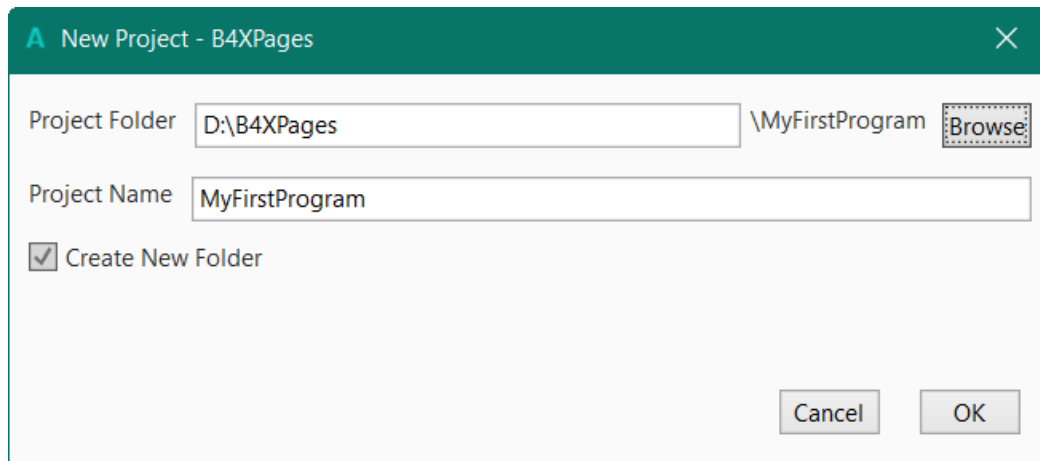 A New Project - B4XPages
Project Folder D:\B4XPages \MyFirstProgram Browse
Project Name MyFirstProgram
Create New Folder
Cancel OK